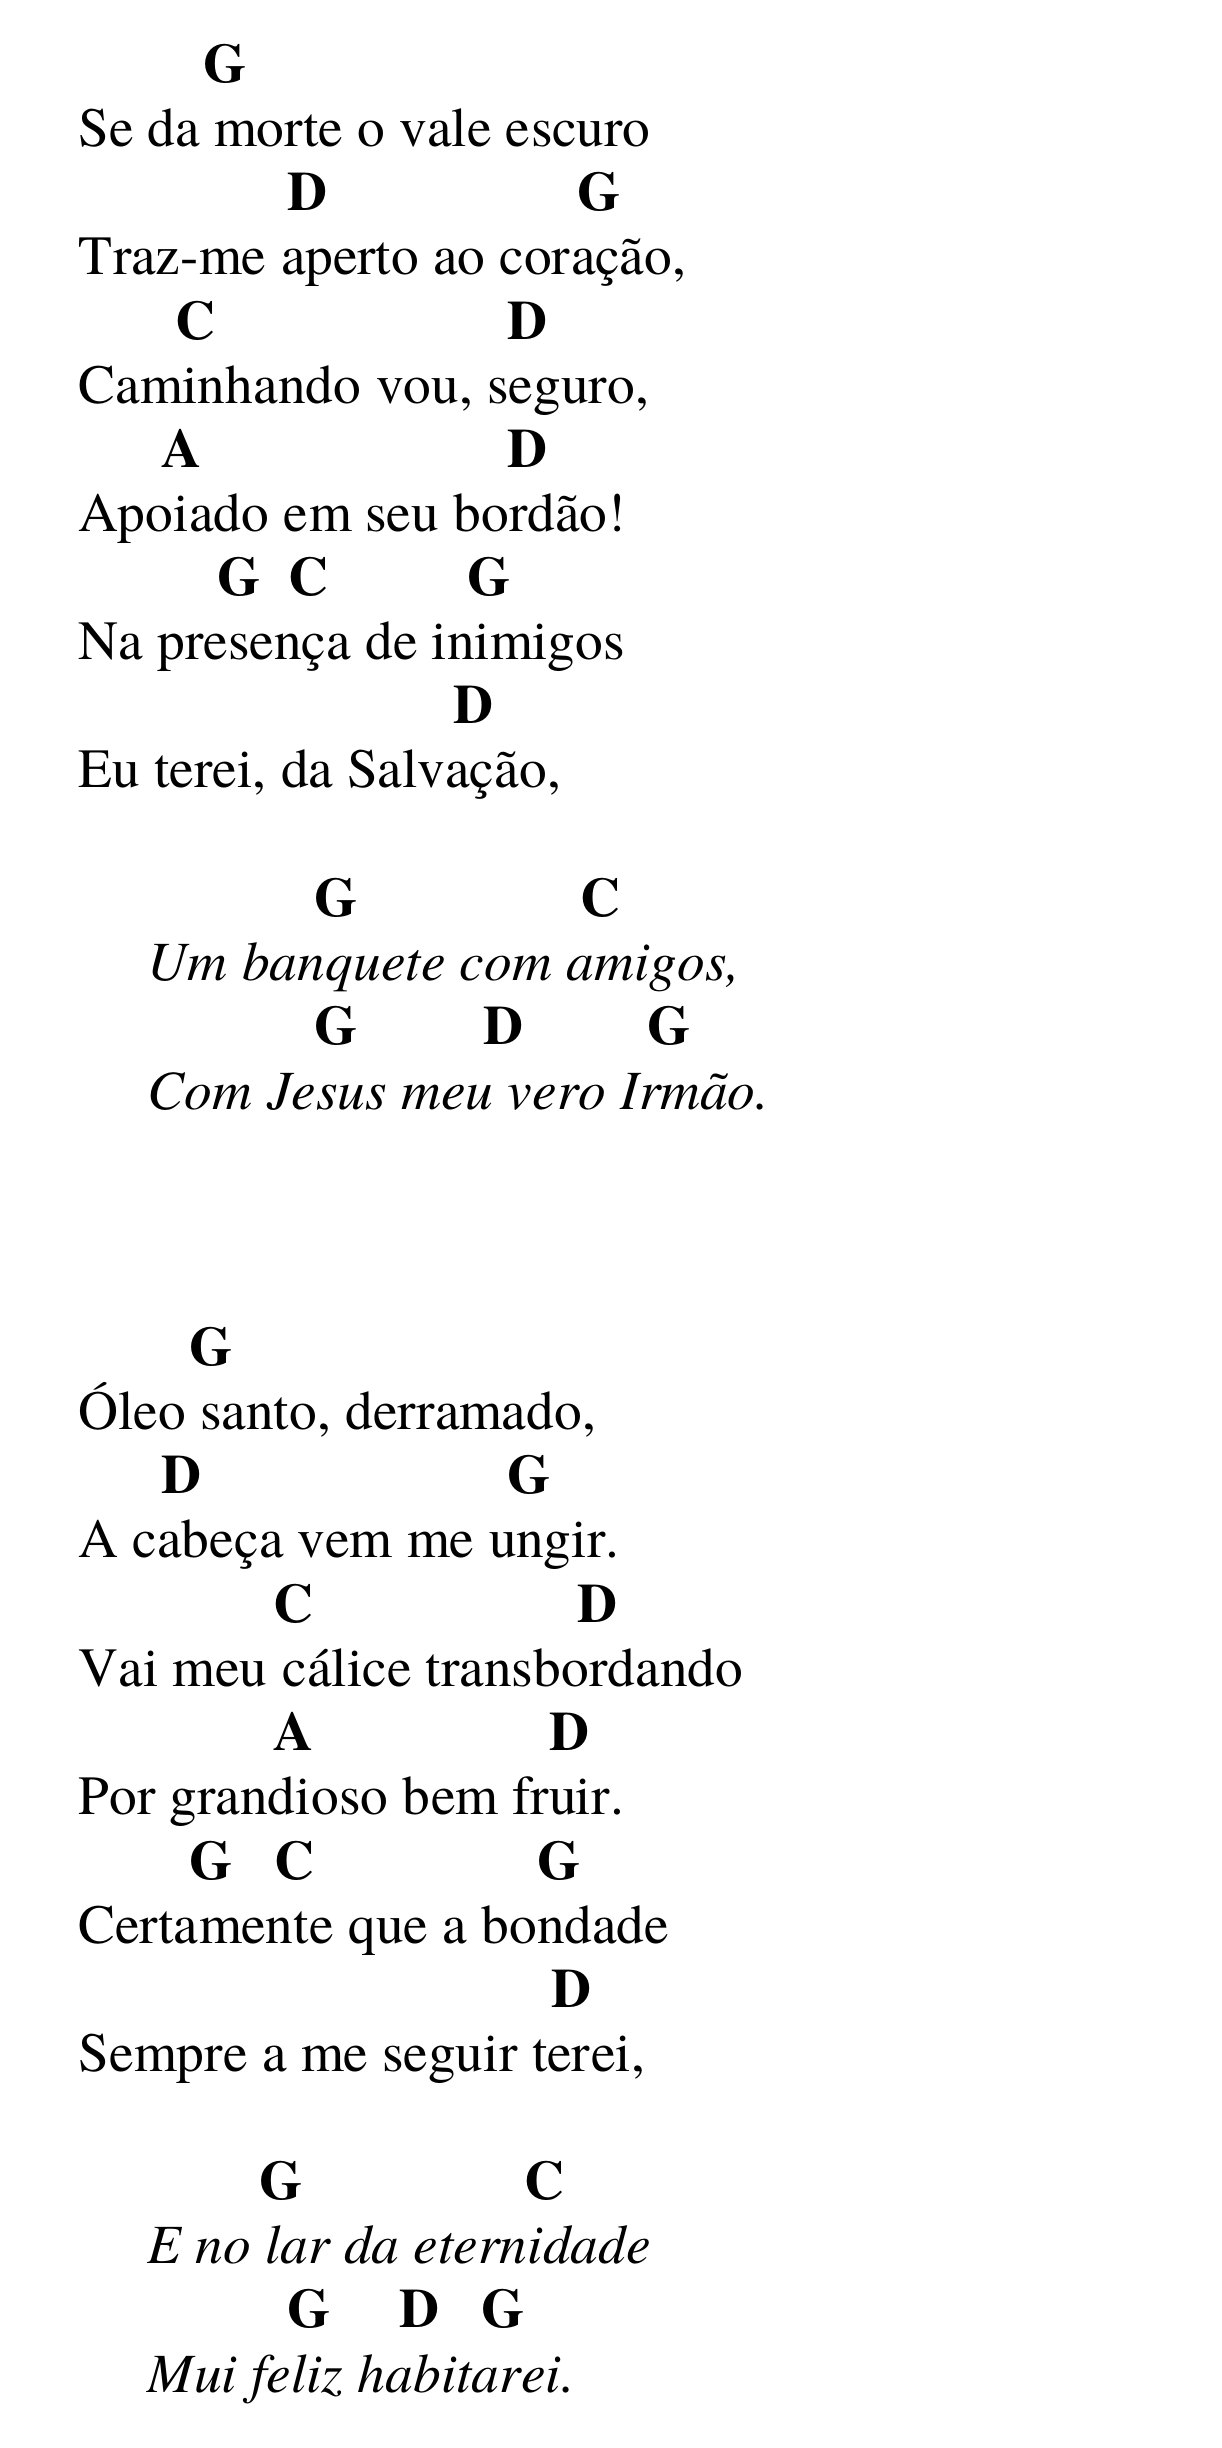 G
Se da morte o vale escuro
D G
Traz-me aperto ao coração,
C D
Caminhando vou, seguro,
A D
Apoiado em seu bordão!
G C G
Na presença de inimigos
D
Eu terei, da Salvação,
G C
Um banquete com amigos,
G D G
Com Jesus meu vero Irmão.
G
Óleo santo, derramado,
D G
A cabeça vem me ungir.
C D
Vai meu cálice transbordando
A D
Por grandioso bem fruir.
G C G
Certamente que a bondade
D
Sempre a me seguir terei,
G C
E no lar da eternidade
G D G
Mui feliz habitarei.